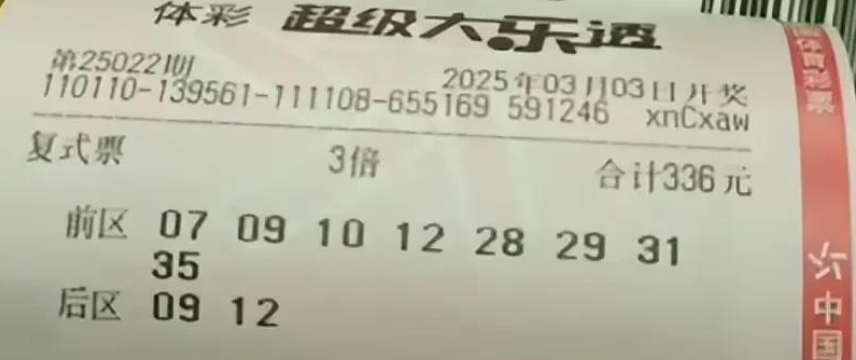 体彩 超级大乐透
第25022期
2025年03月03日开奖
110110-139561-111108-655169 591246 xnCxaw
复式票 3倍 合计336元
前区 07 09 10 12 28 29 31
35
后区 09 12
国体育彩票
中国